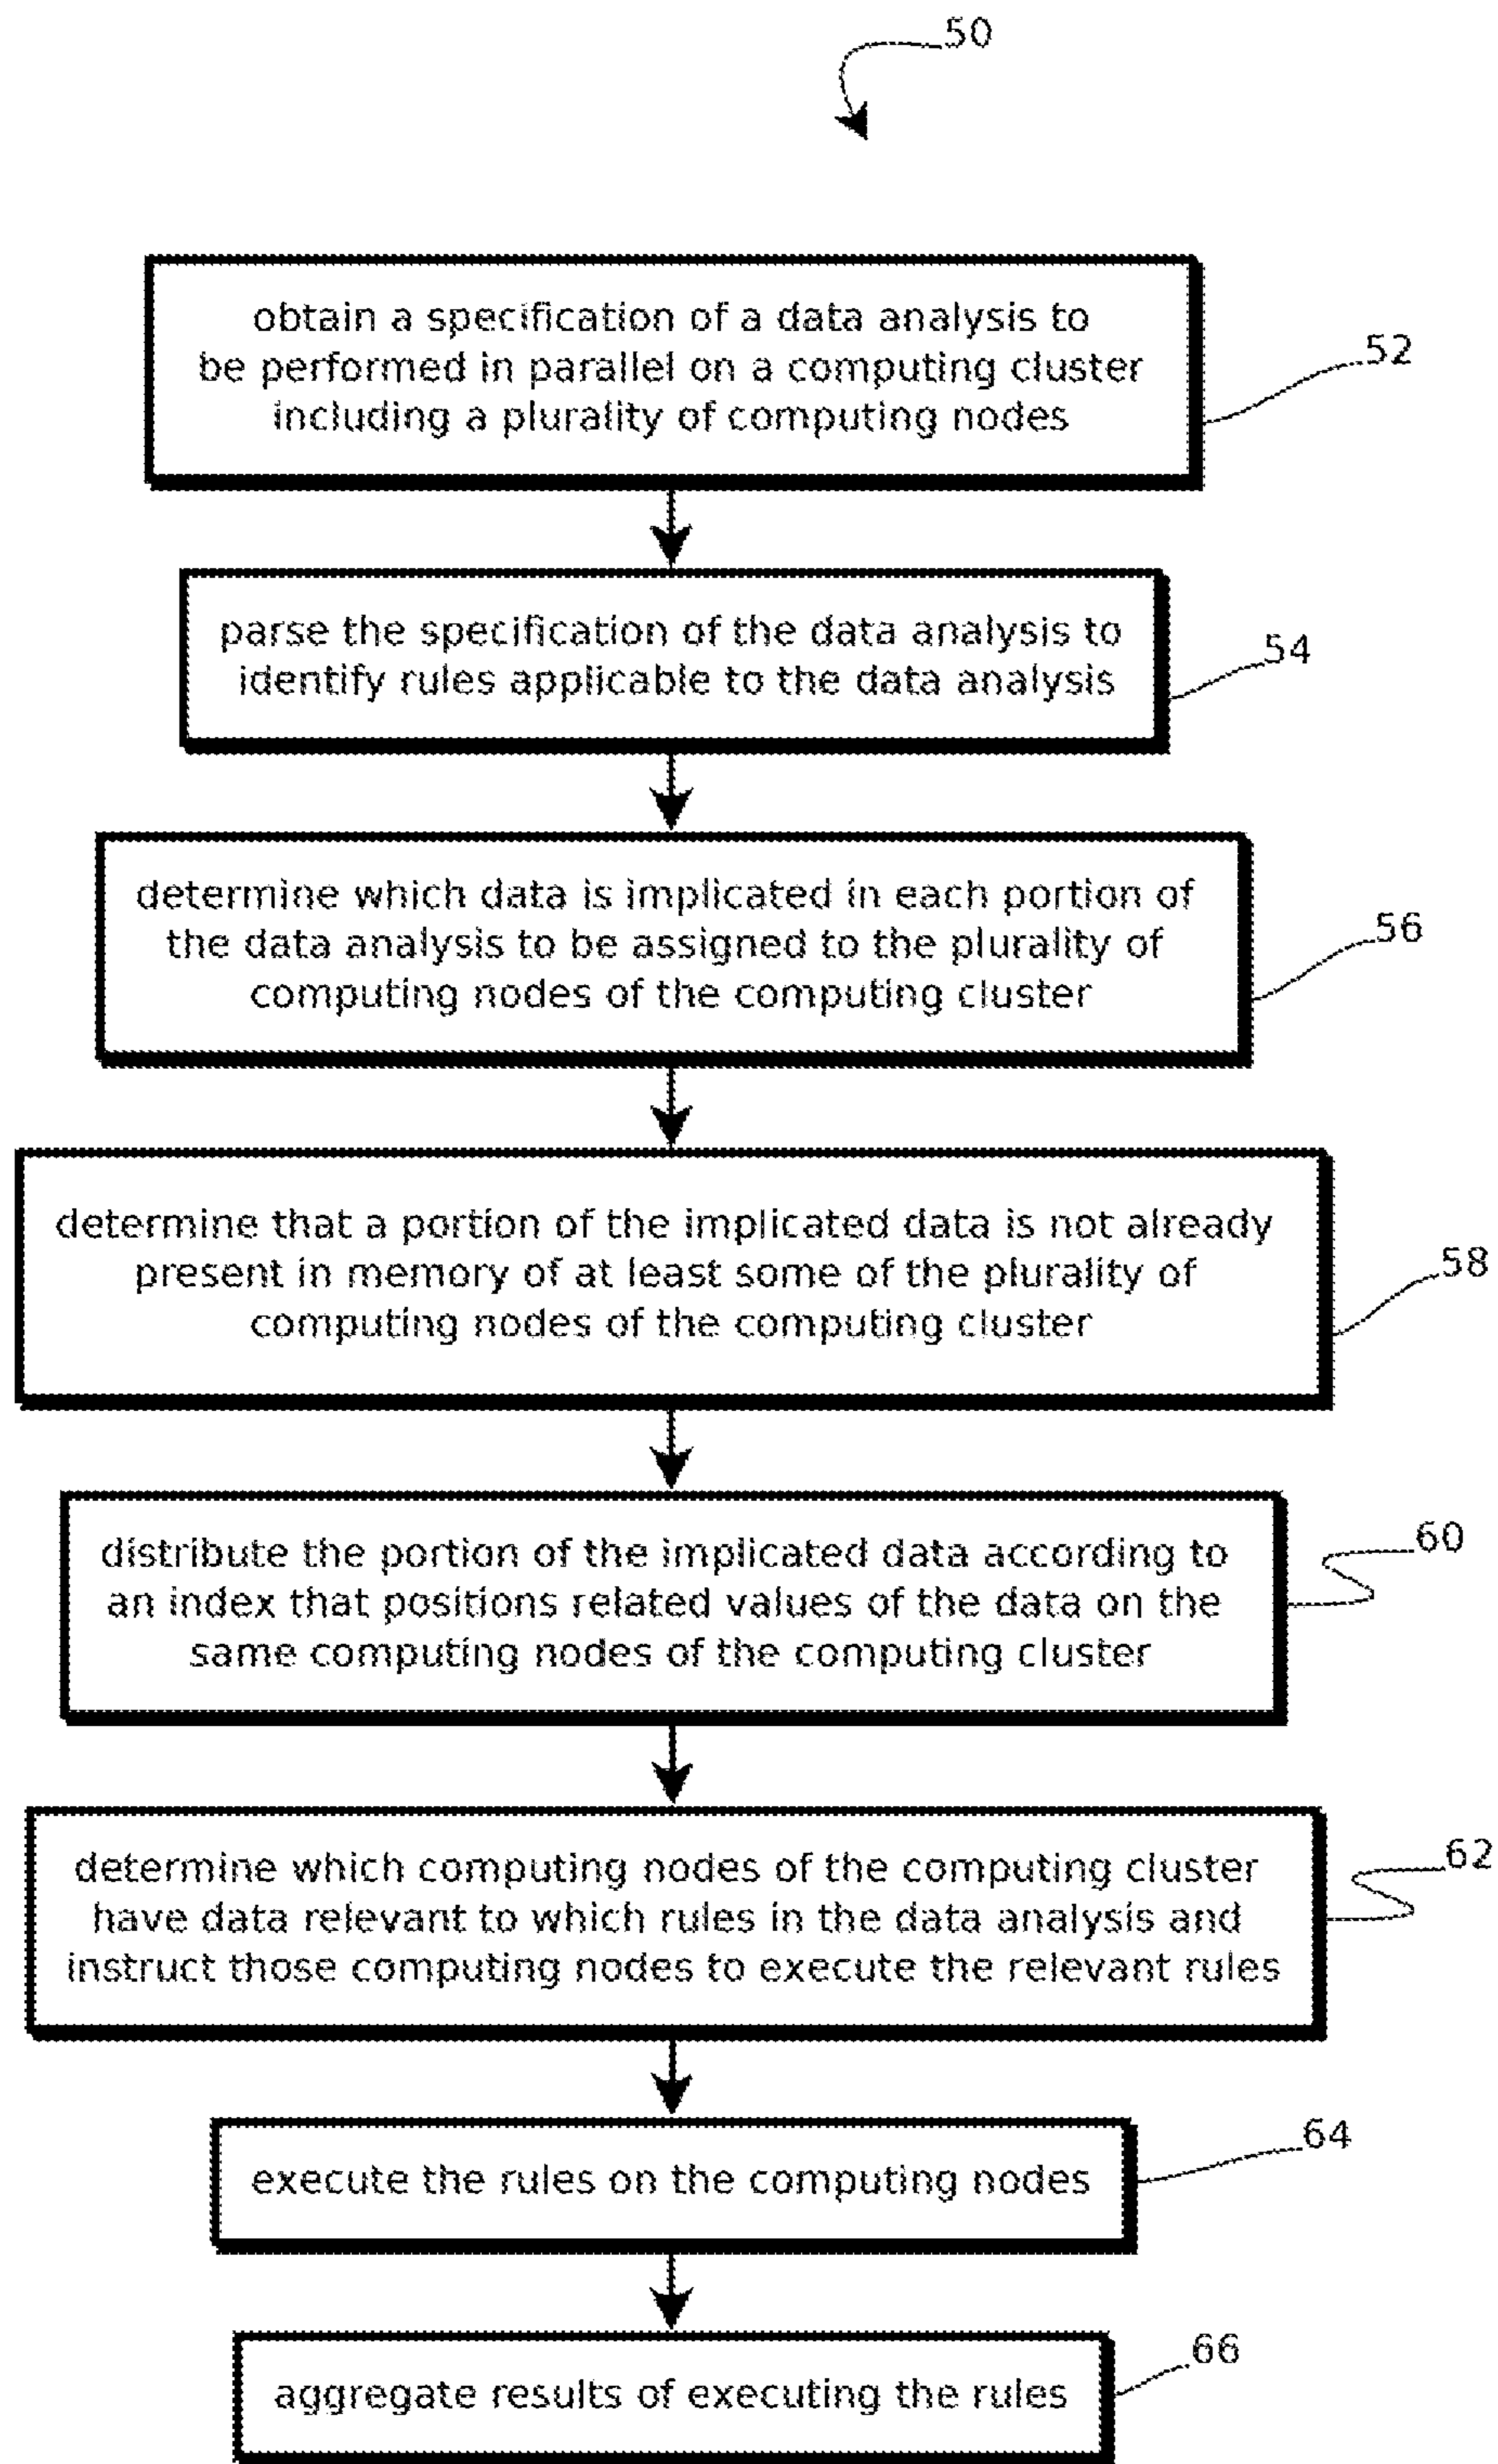 50
obtain a specification of a data analysis to
be performed in parallel on a computing cluster
including a plurality of computing nodes
52
parse the specification of the data analysis to
identify rules applicable to the data analysis
54
determine which data is implicated in each portion of
the data analysis to be assigned to the plurality of
computing nodes of the computing cluster
56
determine that a portion of the implicated data is not already
present in memory of at least some of the plurality of
computing nodes of the computing cluster
58
distribute the portion of the implicated data according to
an index that positions related values of the data on the
same computing nodes of the computing cluster
60
determine which computing nodes of the computing cluster
have data relevant to which rules in the data analysis and
instruct those computing nodes to execute the relevant rules
62
execute the rules on the computing nodes
64
aggregate results of executing the rules
66